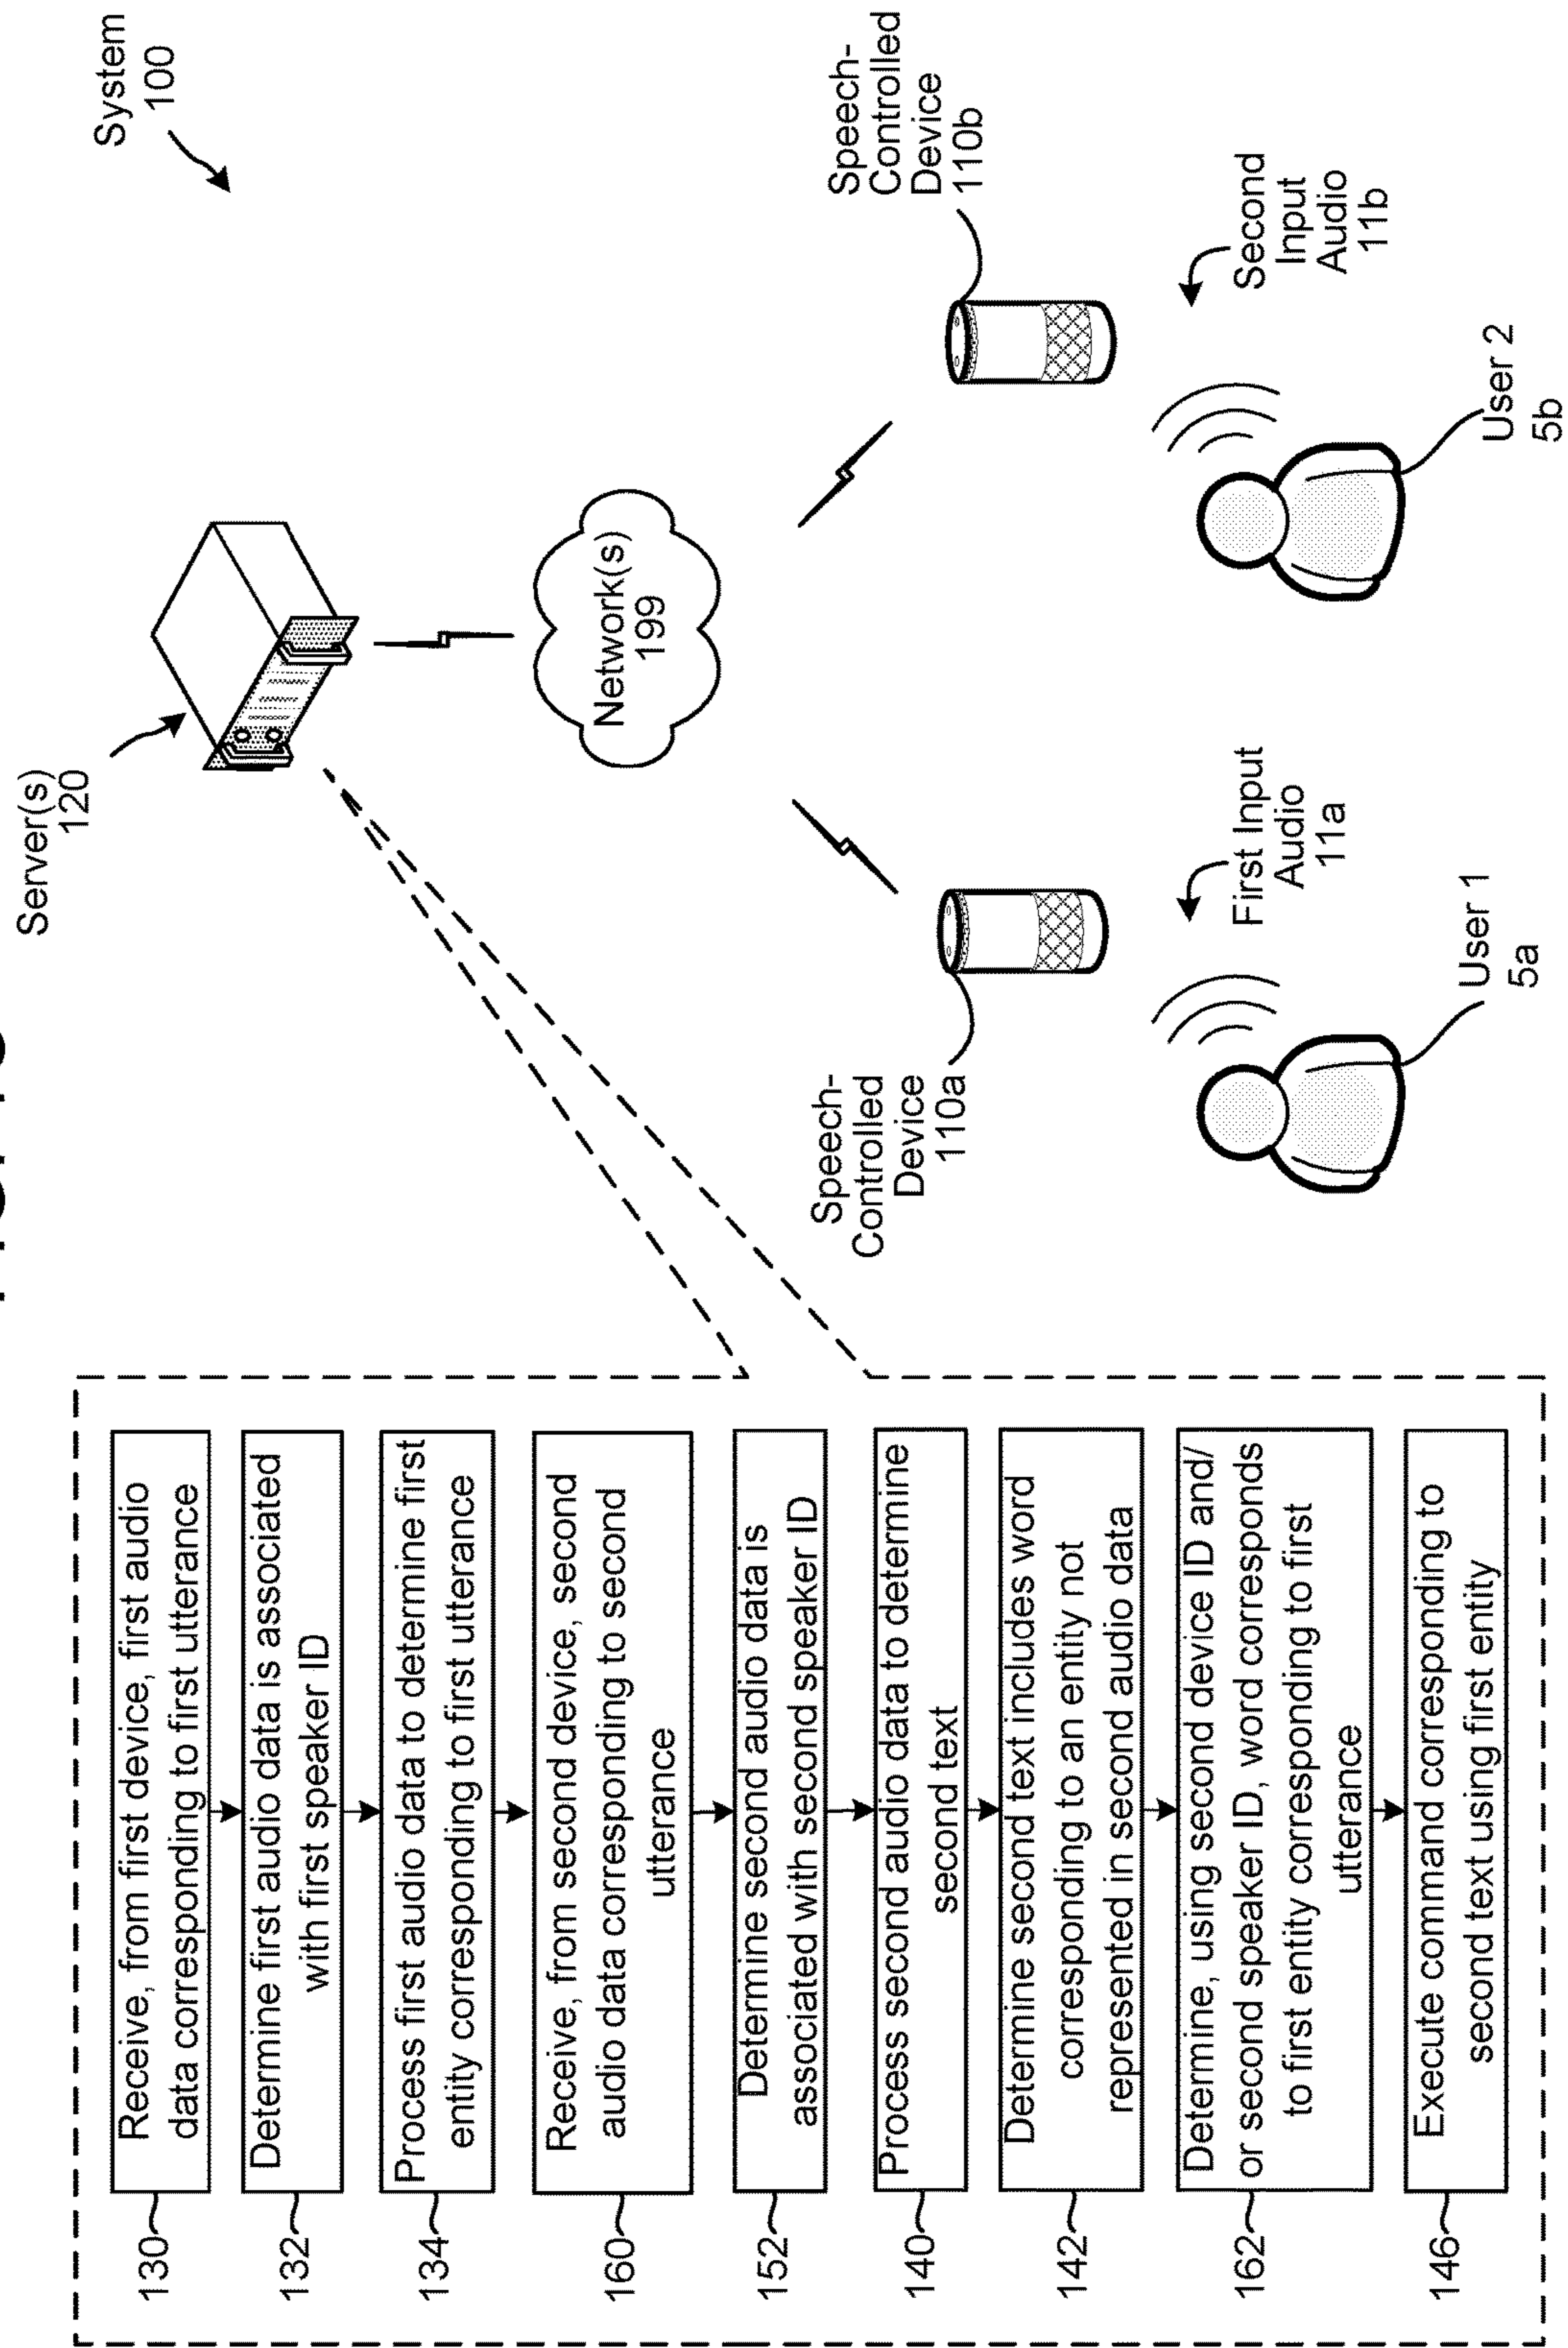 System
100
Server(s)
120
Network(s)
199
Speech-
Controlled
Device
110a
Speech-
Controlled
Device
110b
First Input
Audio
11a
Second
Input
Audio
11b
User 1
5a
User 2
5b
130
Receive, from first device, first audio
data corresponding to first utterance
132
Determine first audio data is associated
with first speaker ID
134
Process first audio data to determine first
entity corresponding to first utterance
160
Receive, from second device, second
audio data corresponding to second
utterance
152
Determine second audio data is
associated with second speaker ID
140
Process second audio data to determine
second text
142
Determine second text includes word
corresponding to an entity not
represented in second audio data
162
Determine, using second device ID and/
or second speaker ID, word corresponds
to first entity corresponding to first
utterance
146
Execute command corresponding to
second text using first entity